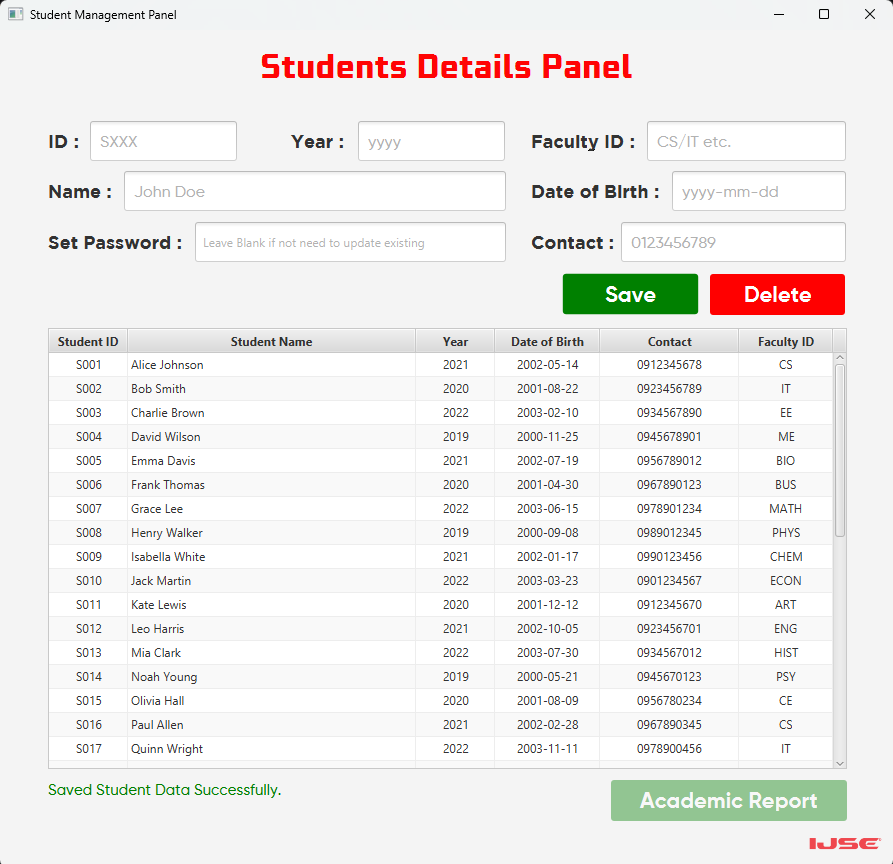 Student Management Panel
Students Details Panel
ID : SXXX Year : yyyy Faculty ID : CS/IT etc.
Name : John Doe Date of BIrth : yyyy-mm-dd
Set Password : Leave Blank if not need to update existing Contact : 0123456789
Save Delete
Student ID Student Name Year Date of Birth Contact Faculty ID
S001 Alice Johnson 2021 2002-05-14 0912345678 CS
S002 Bob Smith 2020 2001-08-22 0923456789 IT
S003 Charlie Brown 2022 2003-02-10 0934567890 EE
S004 David Wilson 2019 2000-11-25 0945678901 ME
S005 Emma Davis 2021 2002-07-19 0956789012 BIO
S006 Frank Thomas 2020 2001-04-30 0967890123 BUS
S007 Grace Lee 2022 2003-06-15 0978901234 MATH
S008 Henry Walker 2019 2000-09-08 0989012345 PHYS
S009 Isabella White 2021 2002-01-17 0990123456 CHEM
S010 Jack Martin 2022 2003-03-23 0901234567 ECON
S011 Kate Lewis 2020 2001-12-12 0912345670 ART
S012 Leo Harris 2021 2002-10-05 0923456701 ENG
S013 Mia Clark 2022 2003-07-30 0934567012 HIST
S014 Noah Young 2019 2000-05-21 0945670123 PSY
S015 Olivia Hall 2020 2001-08-09 0956780234 CE
S016 Paul Allen 2021 2002-02-28 0967890345 CS
S017 Quinn Wright 2022 2003-11-11 0978900456 IT
Saved Student Data Successfully.
Academic Report
IJSE